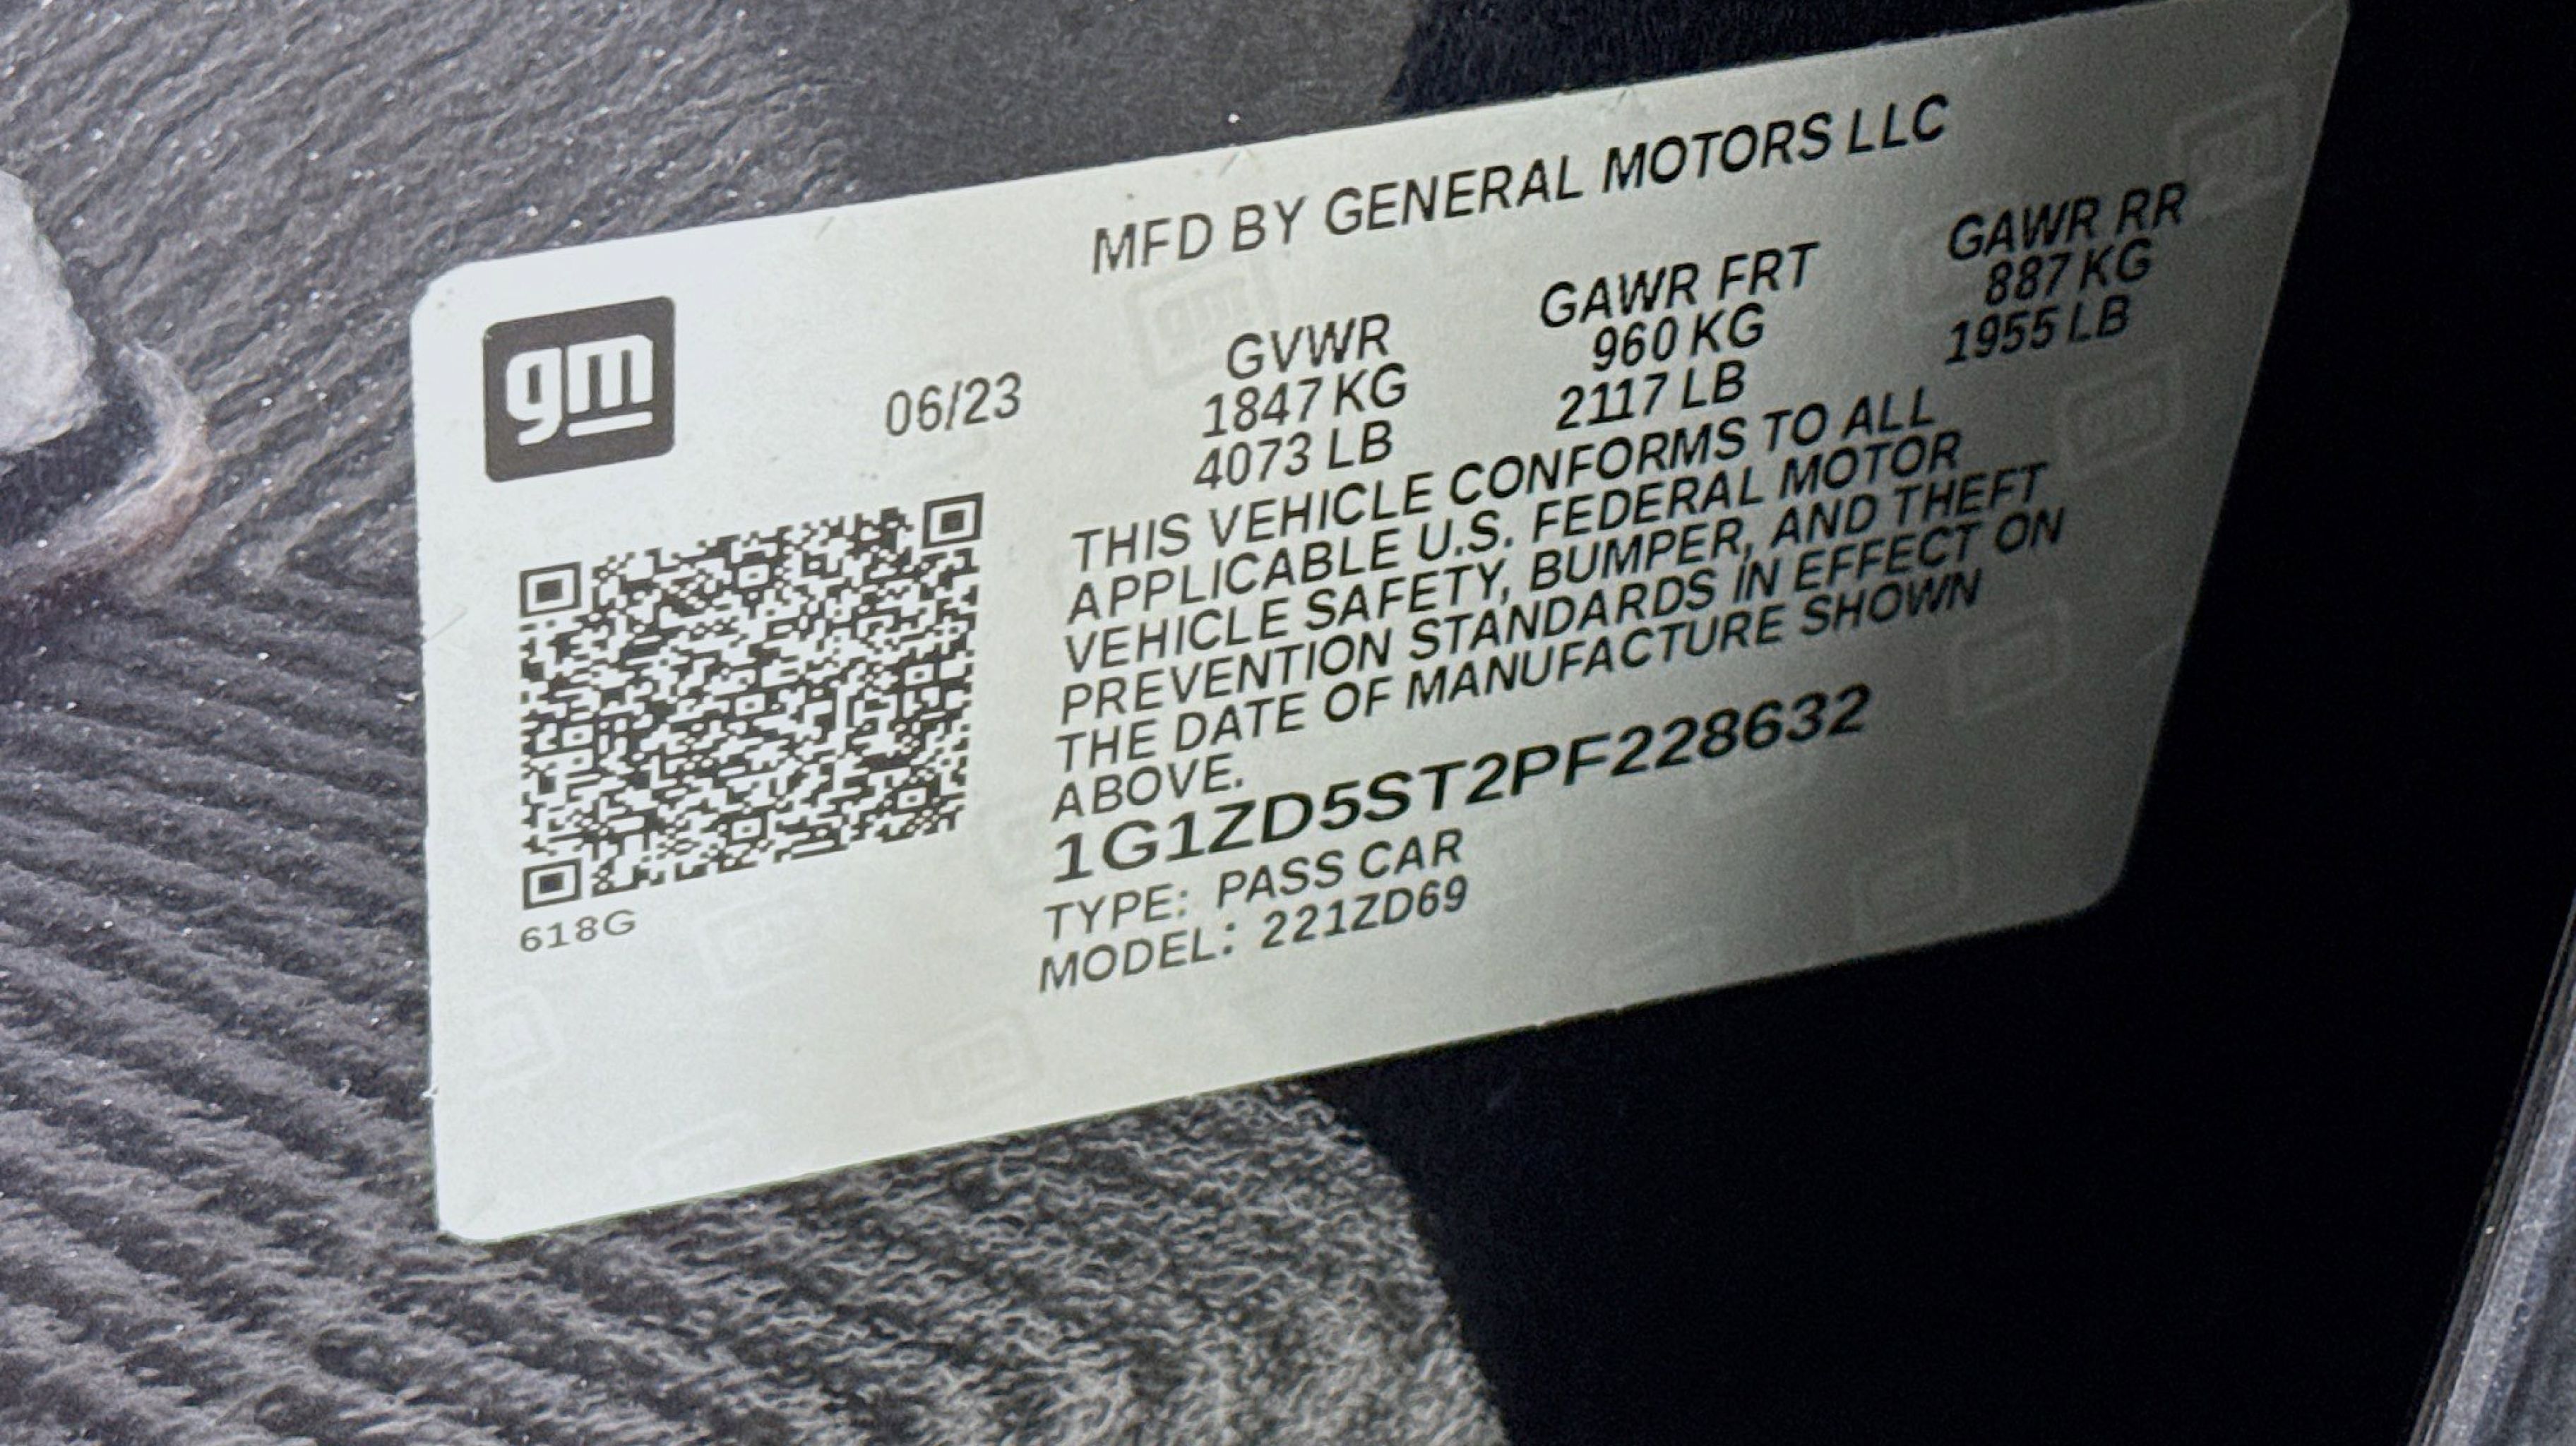 MFD BY GENERAL MOTORS LLC
gm
06/23
GVWR GAWR FRT GAWR RR
1847 KG 960 KG 887 KG
4073 LB 2117 LB 1955 LB
THIS VEHICLE CONFORMS TO ALL
APPLICABLE U.S. FEDERAL MOTOR
VEHICLE SAFETY, BUMPER, AND THEFT
PREVENTION STANDARDS IN EFFECT ON
THE DATE OF MANUFACTURE SHOWN
ABOVE.
1G1ZD5ST2PF228632
TYPE: PASS CAR
MODEL: 221ZD69
618G